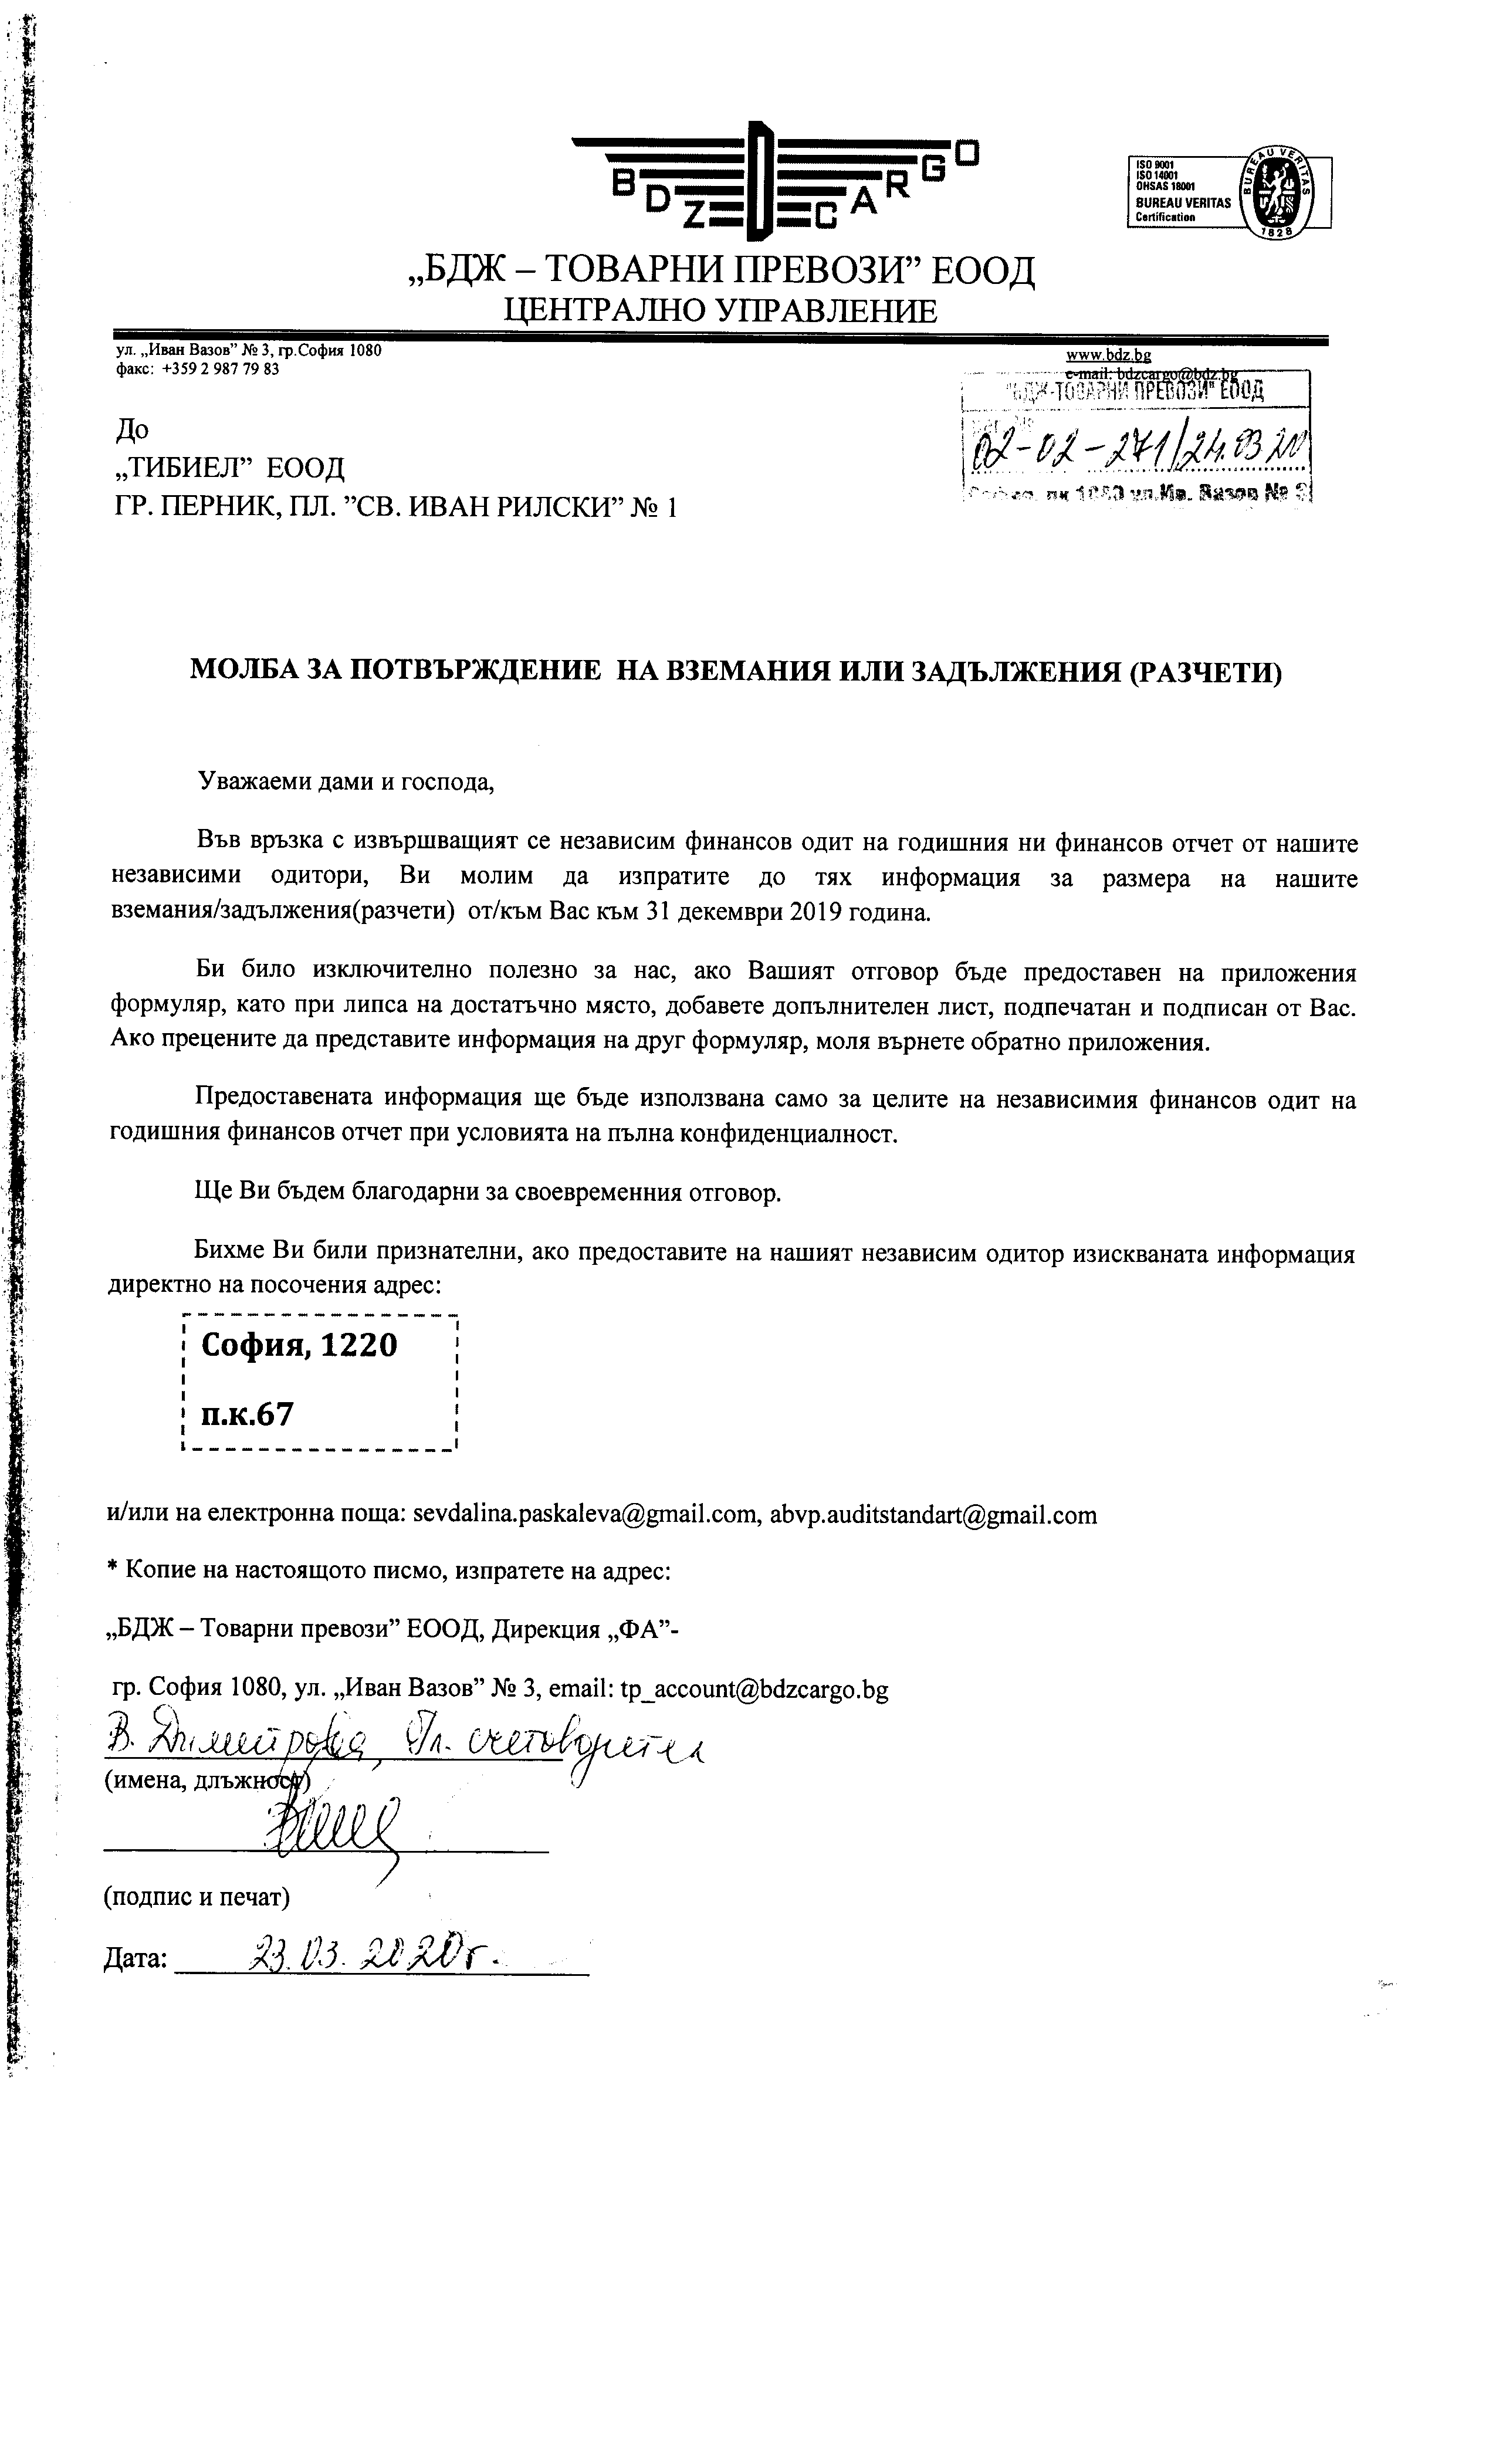 BDZ CARGO
ISO 9001
ISO 14001
OHSAS 18001
BUREAU VERITAS
Certification
BUREAU VERITAS
1828
„БДЖ – ТОВАРНИ ПРЕВОЗИ” ЕООД
ЦЕНТРАЛНО УПРАВЛЕНИЕ
ул. „Иван Вазов” № 3, гр.София 1080
факс: +359 2 987 79 83
www.bdz.bg
e-mail: bdzcargo@bdz.bg
"БДЖ-ТОВАРНИ ПРЕВОЗИ" ЕООД
02-02-271/24.03.20
пк 1080 ул.Ив. Вазов № 3
До
„ТИБИЕЛ” ЕООД
ГР. ПЕРНИК, ПЛ. ”СВ. ИВАН РИЛСКИ” № 1
МОЛБА ЗА ПОТВЪРЖДЕНИЕ НА ВЗЕМАНИЯ ИЛИ ЗАДЪЛЖЕНИЯ (РАЗЧЕТИ)
Уважаеми дами и господа,
Във връзка с извършващият се независим финансов одит на годишния ни финансов отчет от нашите
независими одитори, Ви молим да изпратите до тях информация за размера на нашите
вземания/задължения(разчети) от/към Вас към 31 декември 2019 година.
Би било изключително полезно за нас, ако Вашият отговор бъде предоставен на приложения
формуляр, като при липса на достатъчно място, добавете допълнителен лист, подпечатан и подписан от Вас.
Ако прецените да представите информация на друг формуляр, моля върнете обратно приложения.
Предоставената информация ще бъде използвана само за целите на независимия финансов одит на
годишния финансов отчет при условията на пълна конфиденциалност.
Ще Ви бъдем благодарни за своевременния отговор.
Бихме Ви били признателни, ако предоставите на нашият независим одитор изискваната информация
директно на посочения адрес:
София, 1220
п.к.67
и/или на електронна поща: sevdalina.paskaleva@gmail.com, abvp.auditstandart@gmail.com
* Копие на настоящото писмо, изпратете на адрес:
„БДЖ – Товарни превози” ЕООД, Дирекция „ФА”-
гр. София 1080, ул. „Иван Вазов” № 3, email: tp_account@bdzcargo.bg
В. Димитрова, Гл. счетоводител
(имена, длъжност)
(подпис и печат)
Дата: 23.03.2020г.